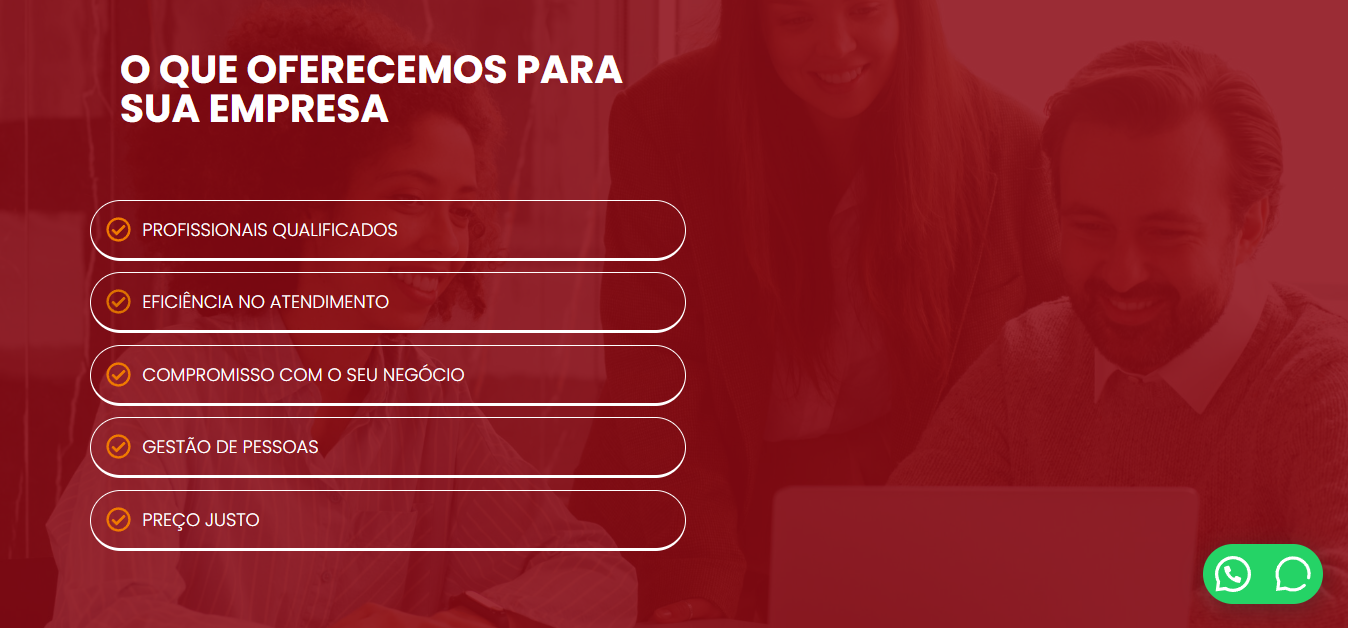 O QUE OFERECEMOS PARA
SUA EMPRESA
PROFISSIONAIS QUALIFICADOS
EFICIÊNCIA NO ATENDIMENTO
COMPROMISSO COM O SEU NEGÓCIO
GESTÃO DE PESSOAS
PREÇO JUSTO